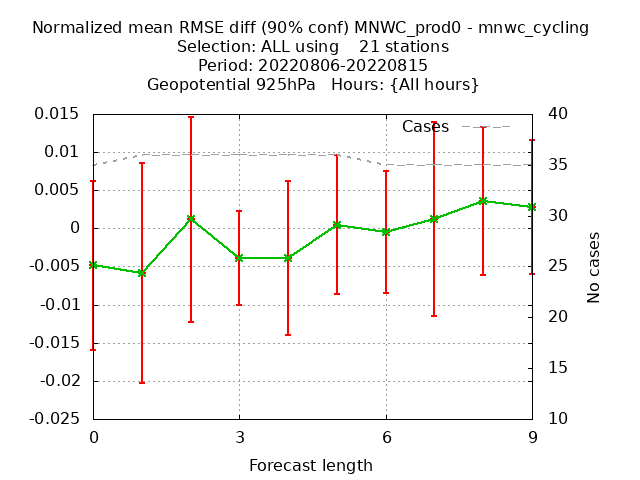 Normalized mean RMSE diff (90% conf) MNWC_prod0 - mnwc_cycling
Selection: ALL using    21 stations
Period: 20220806-20220815
Geopotential 925hPa   Hours: {All hours}
0.015
0.01
0.005
0
-0.005
-0.01
-0.015
-0.02
-0.025
Cases
40
35
30
25
20
15
10
No cases
0 3 6 9
Forecast length